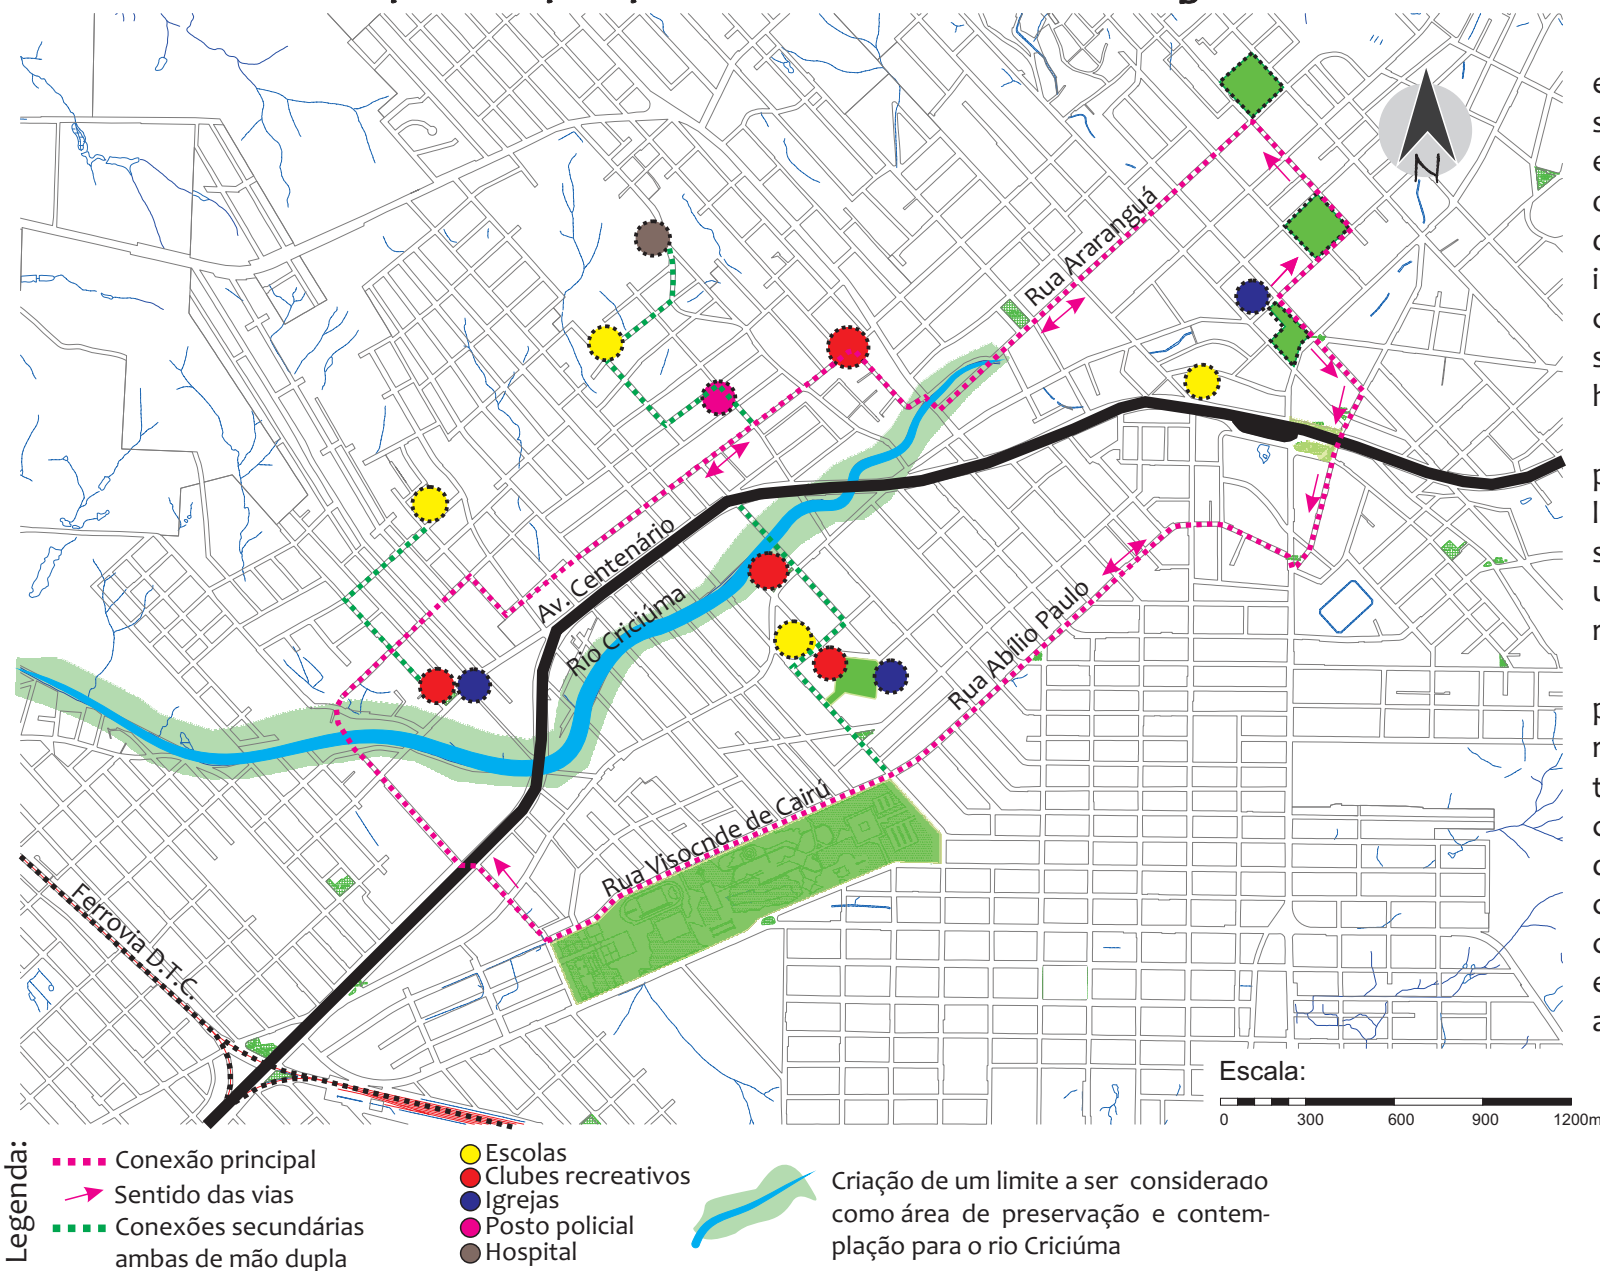 Rua Araranguá
N
Av. Centenário
Rio Criciúma
Rua Abílio Paulo
Rua Visocnde de Cairú
Ferrovia D.T.C.
Escala:
0 300 600 900 1200m
Legenda:
Conexão principal
Sentido das vias
Conexões secundárias
ambas de mão dupla
Escolas
Clubes recreativos
Igrejas
Posto policial
Hospital
Criação de um limite a ser considerado
como área de preservação e contem-
plação para o rio Criciúma